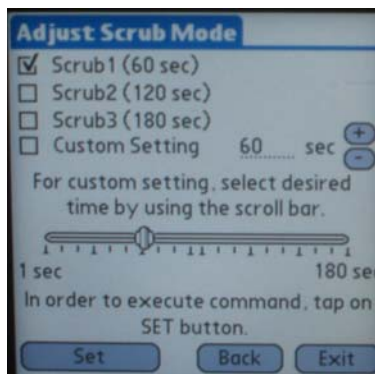 Adjust Scrub Mode
Scrub1 (60 sec)
Scrub2 (120 sec)
Scrub3 (180 sec)
Custom Setting 60 sec + -
For custom setting, select desired
time by using the scroll bar.
1 sec 180 sec
In order to execute command, tap on
SET button.
Set Back Exit